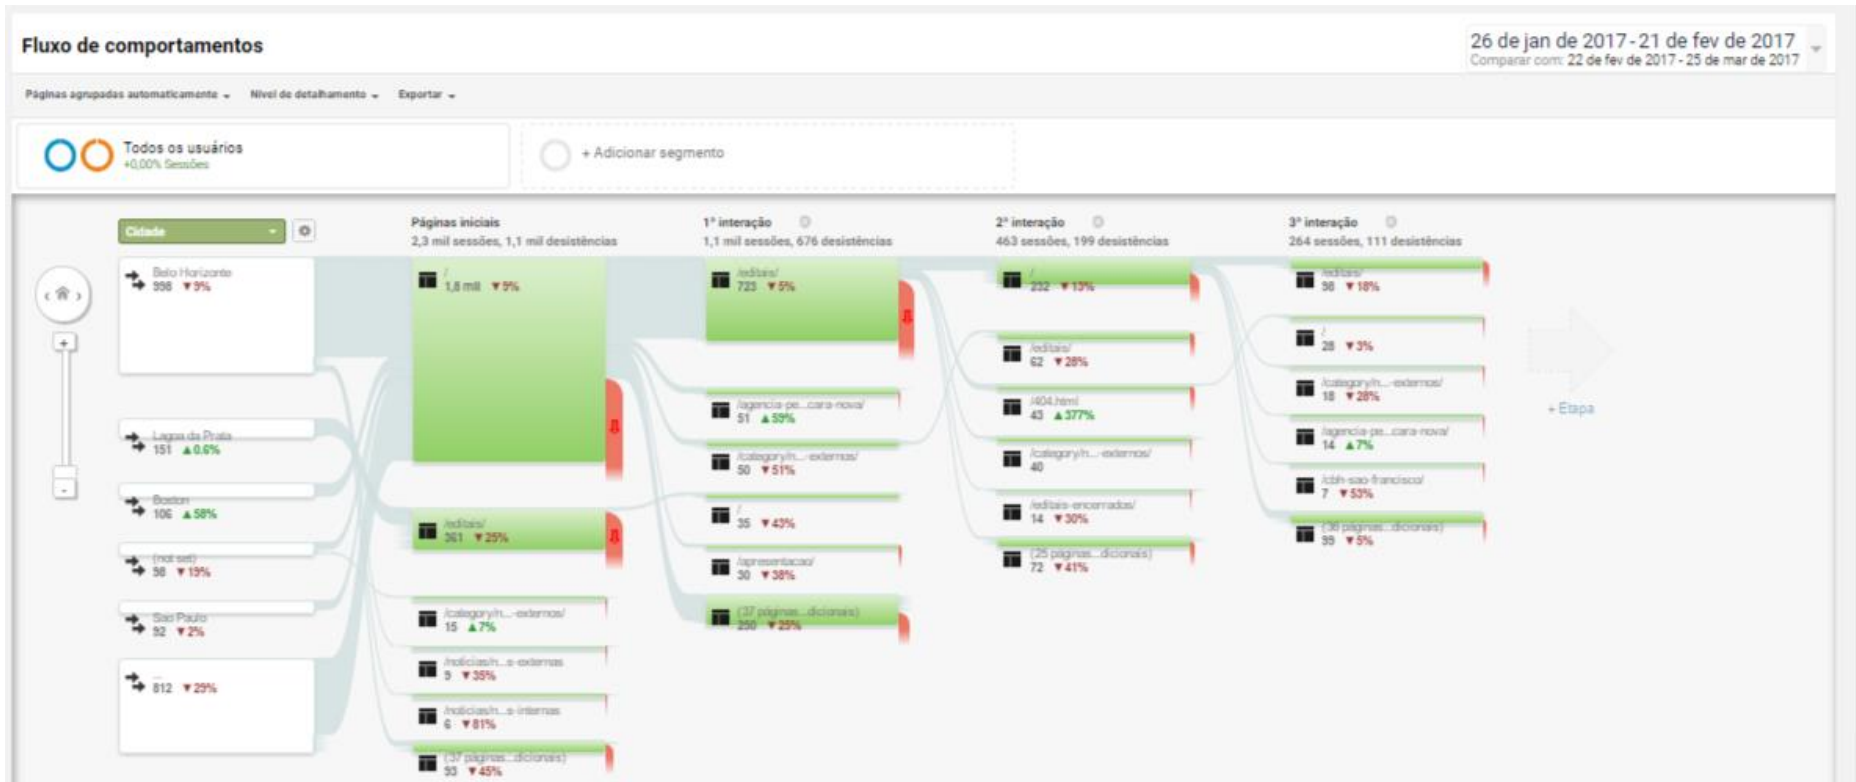 Fluxo de comportamentos
26 de jan de 2017 - 21 de fev de 2017
Comparar com: 22 de fev de 2017 - 25 de mar de 2017
Páginas agrupadas automaticamente
Nível de detalhamento
Exportar
Todos os usuários
+0,00% Sessões
+ Adicionar segmento
Cidade
Belo Horizonte
998 ▼9%
Lagoa da Prata
151 ▲0.6%
Boston
106 ▲58%
(not set)
98 ▼19%
Sao Paulo
92 ▼2%
...
812 ▼29%
Páginas iniciais
2,3 mil sessões, 1,1 mil desistências
/
1,8 mil ▼9%
/editais/
361 ▼25%
/category/n...-externos/
15 ▲7%
/noticias/n...s-externas
9 ▼35%
/noticias/n...s-internas
6 ▼81%
(37 páginas...dicionais)
93 ▼45%
1ª interação
1,1 mil sessões, 676 desistências
/editais/
723 ▼5%
/agencia-pe...cara-nova/
51 ▲59%
/category/n...-externos/
50 ▼51%
/
35 ▼43%
/apresentacao/
30 ▼38%
(37 páginas...dicionais)
250 ▼25%
2ª interação
463 sessões, 199 desistências
/
232 ▼13%
/editais/
62 ▼28%
/404.html
43 ▲377%
/category/n...-externos/
40
/editais-encerrados/
14 ▼30%
(25 páginas...dicionais)
72 ▼41%
3ª interação
264 sessões, 111 desistências
/editais/
98 ▼18%
/
28 ▼3%
/category/n...-externos/
18 ▼28%
/agencia-pe...cara-nova/
14 ▲7%
/cbh-sao-francisco/
7 ▼53%
(36 páginas...dicionais)
99 ▼5%
+ Etapa